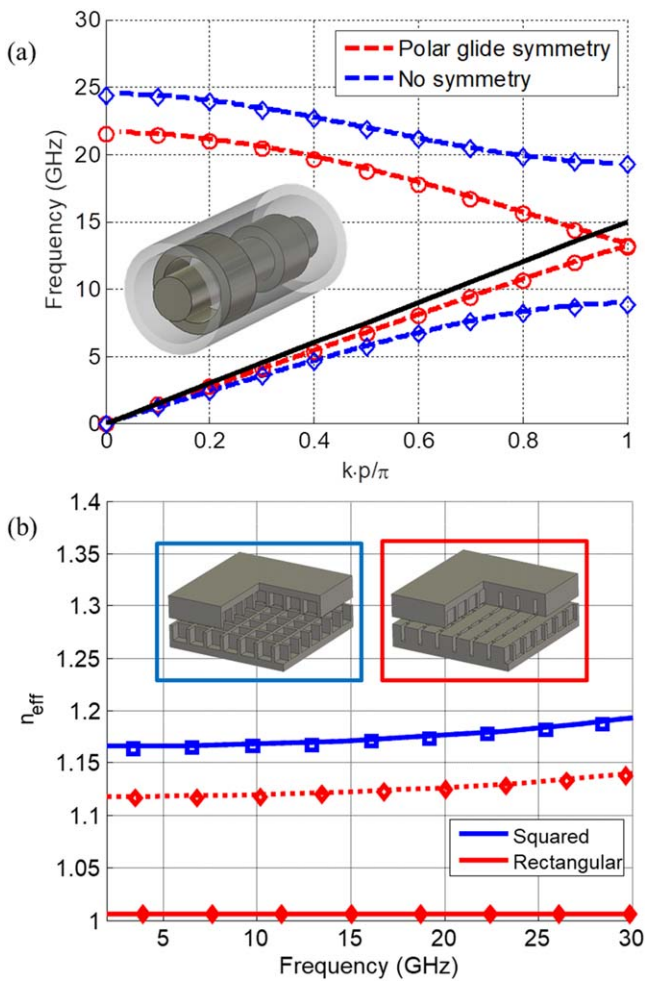 (a)
30
25
20
15
10
5
0
Frequency (GHz)
Polar glide symmetry
No symmetry
0 0.2 0.4 0.6 0.8 1
k·p/π
(b)
1.4
1.35
1.3
1.25
1.2
1.15
1.1
1.05
1
n_eff
Squared
Rectangular
5 10 15 20 25 30
Frequency (GHz)